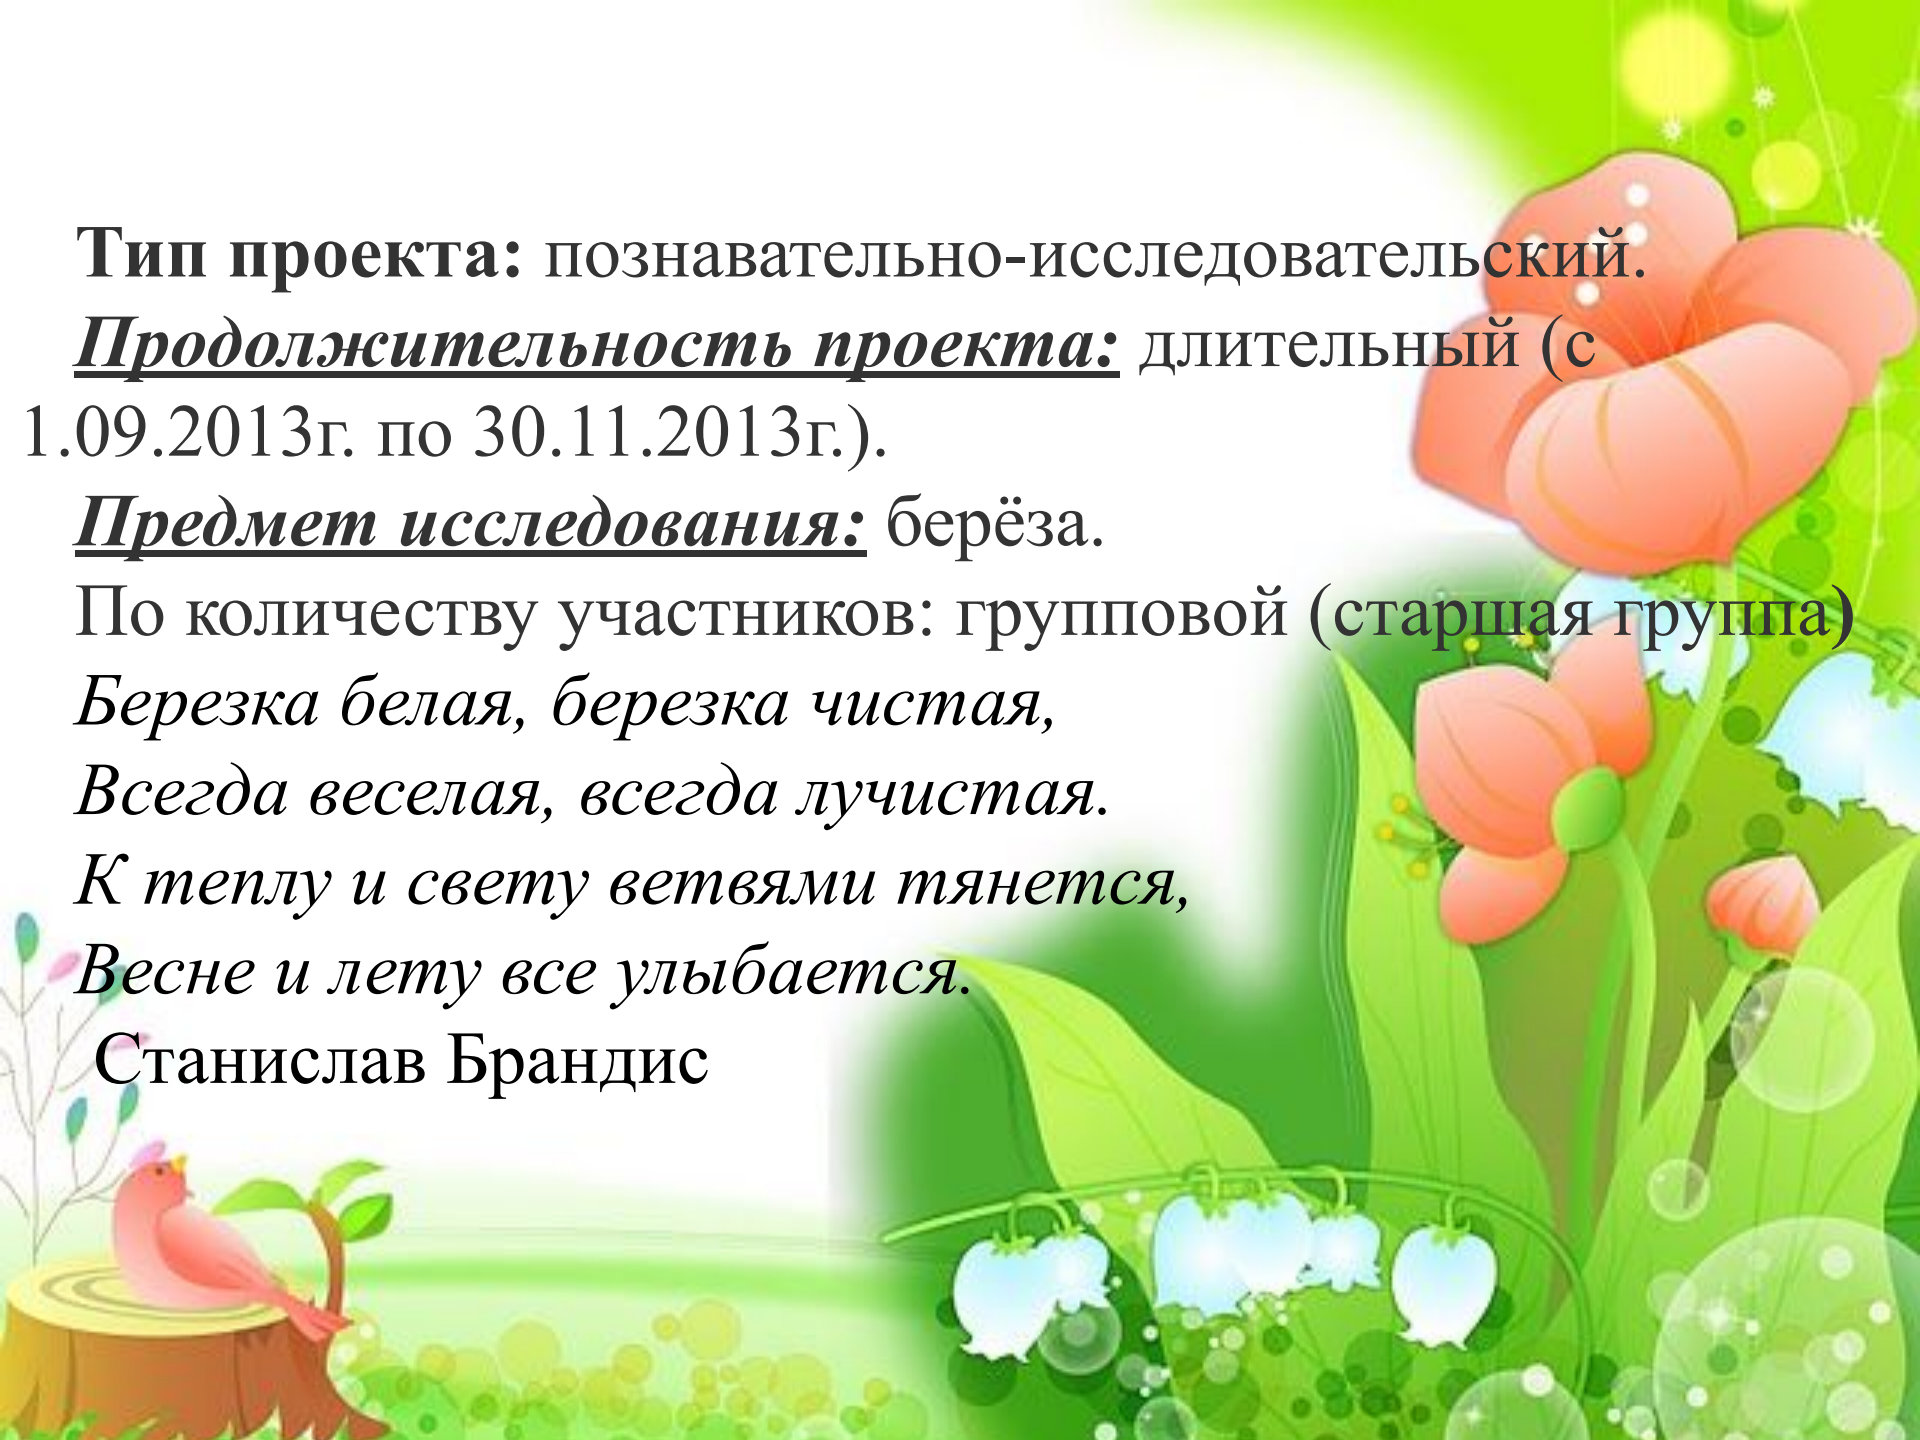 Тип проекта: познавательно-исследовательский.
Продолжительность проекта: длительный (с
1.09.2013г. по 30.11.2013г.).
Предмет исследования: берёза.
По количеству участников: групповой (старшая группа)
Березка белая, березка чистая,
Всегда веселая, всегда лучистая.
К теплу и свету ветвями тянется,
Весне и лету все улыбается.
Станислав Брандис